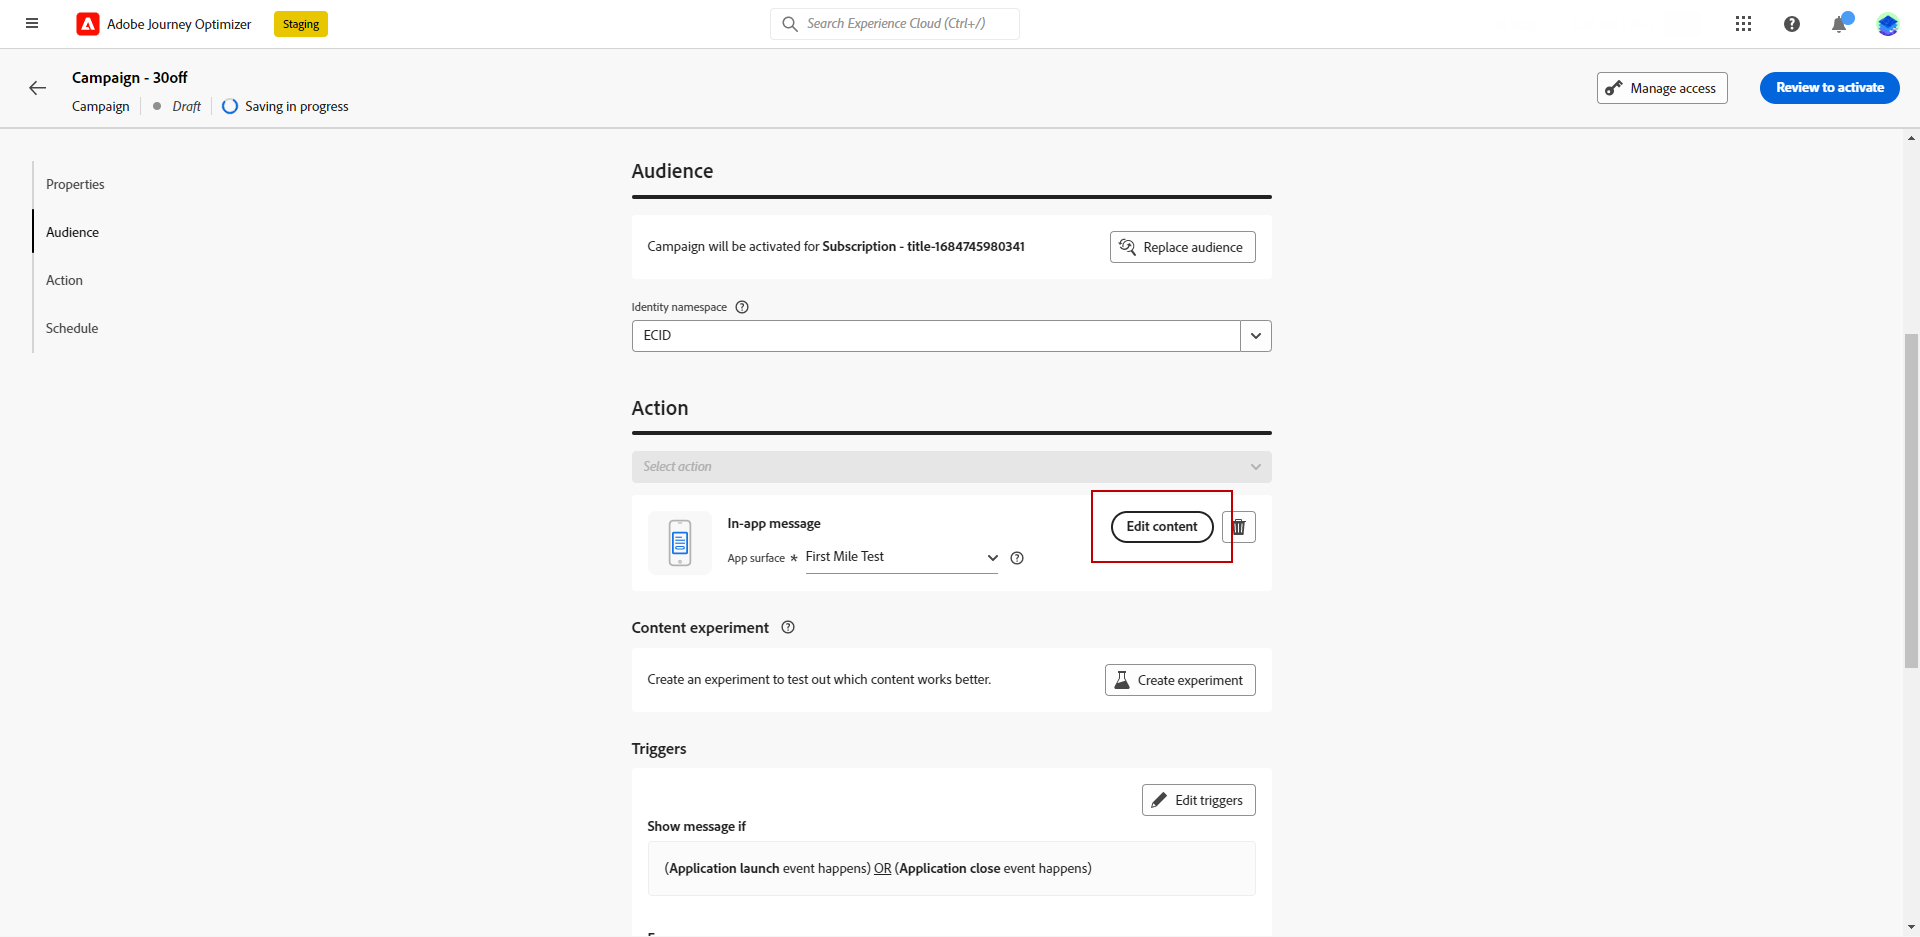 Adobe Journey Optimizer
Staging
Search Experience Cloud (Ctrl+/)
Campaign - 30off
Campaign
Draft
Saving in progress
Manage access
Review to activate
Properties
Audience
Action
Schedule
Audience
Campaign will be activated for Subscription - title-1684745980341
Replace audience
Identity namespace
ECID
Action
Select action
In-app message
Edit content
App surface * First Mile Test
Content experiment
Create an experiment to test out which content works better.
Create experiment
Triggers
Edit triggers
Show message if
(Application launch event happens) OR (Application close event happens)